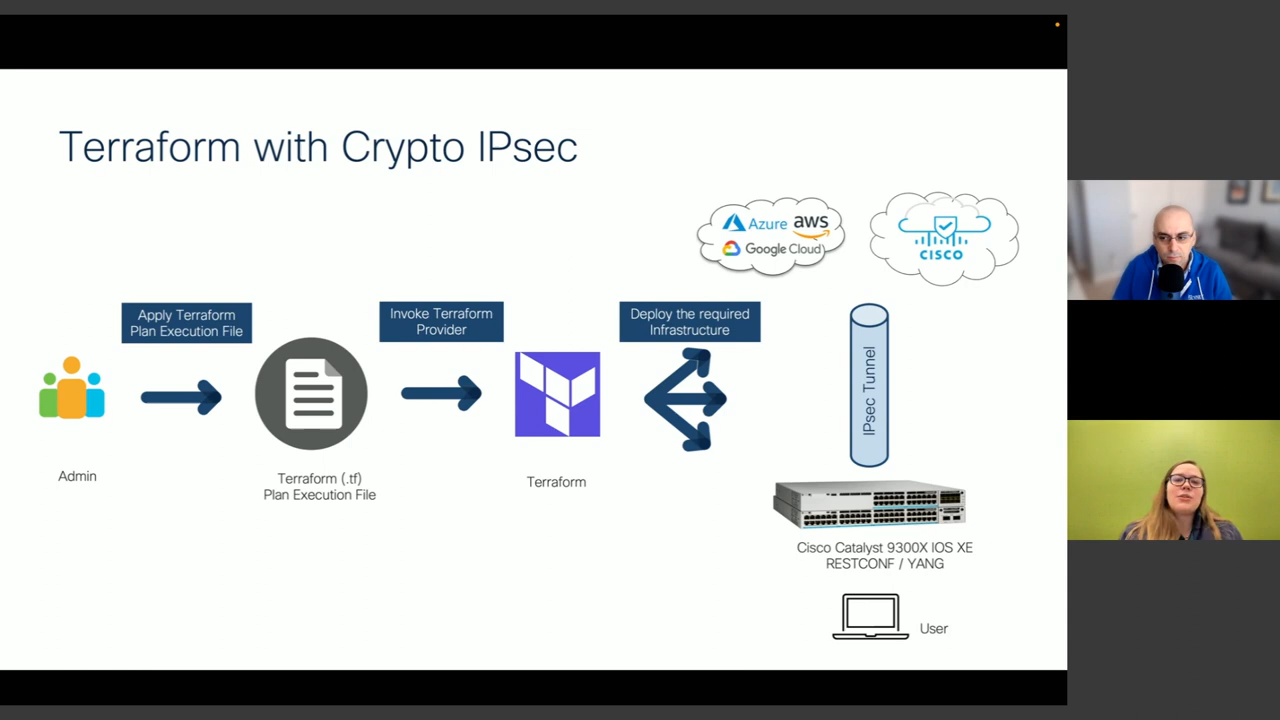 Terraform with Crypto IPsec
Azure aws
Google Cloud
CISCO
Apply Terraform
Plan Execution File
Invoke Terraform
Provider
Deploy the required
Infrastructure
IPsec Tunnel
Admin
Terraform (.tf)
Plan Execution File
Terraform
Cisco Catalyst 9300X IOS XE
RESTCONF / YANG
User